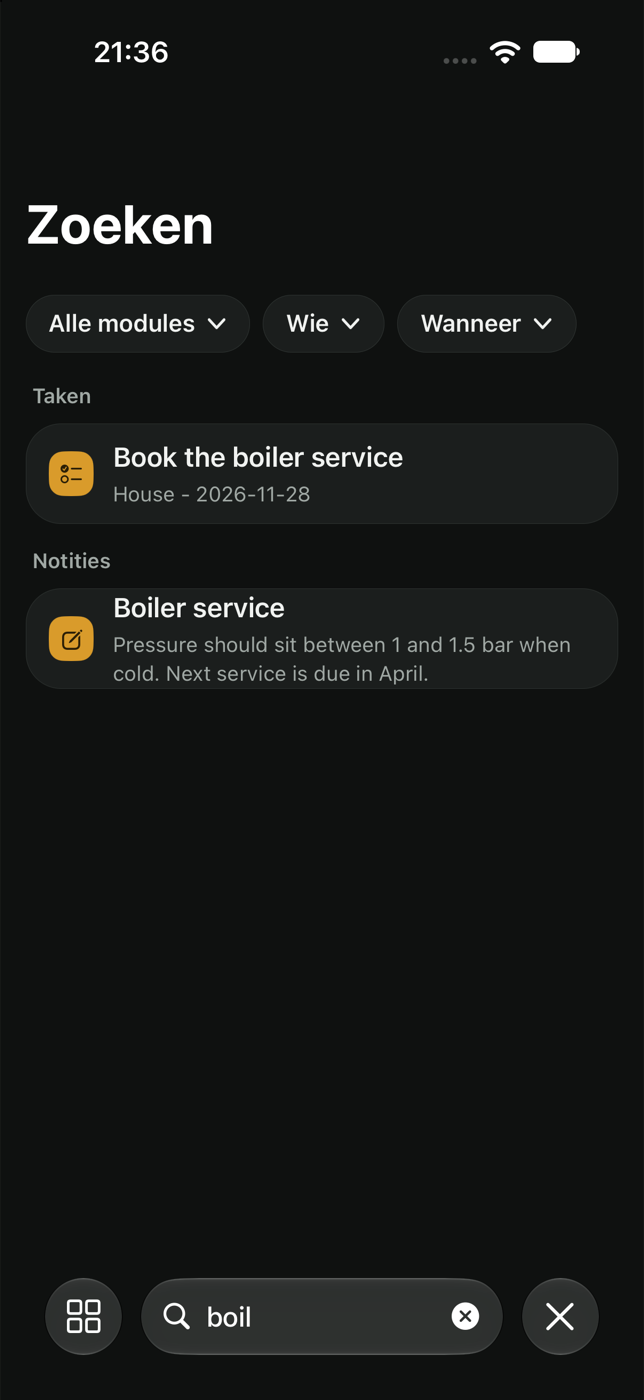 21:36
Zoeken
Alle modules
Wie
Wanneer
Taken
Book the boiler service
House - 2026-11-28
Notities
Boiler service
Pressure should sit between 1 and 1.5 bar when
cold. Next service is due in April.
boil